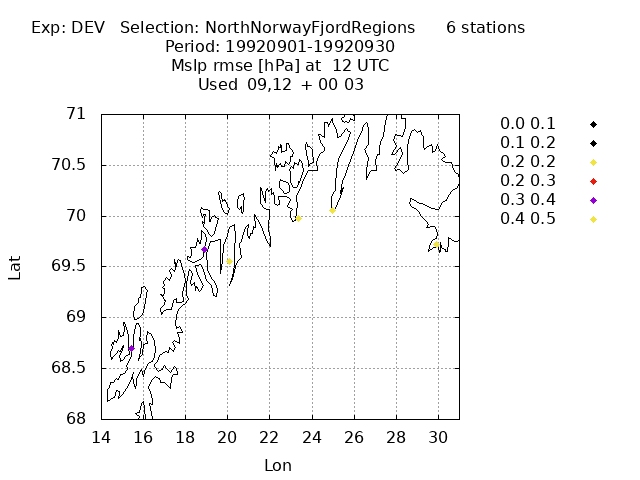 Exp: DEV   Selection: NorthNorwayFjordRegions      6 stations
Period: 19920901-19920930
Mslp rmse [hPa] at  12 UTC
Used  09,12  + 00 03
71
70.5
70
69.5
69
68.5
68
Lat
14 16 18 20 22 24 26 28 30
Lon
0.0 0.1
0.1 0.2
0.2 0.2
0.2 0.3
0.3 0.4
0.4 0.5